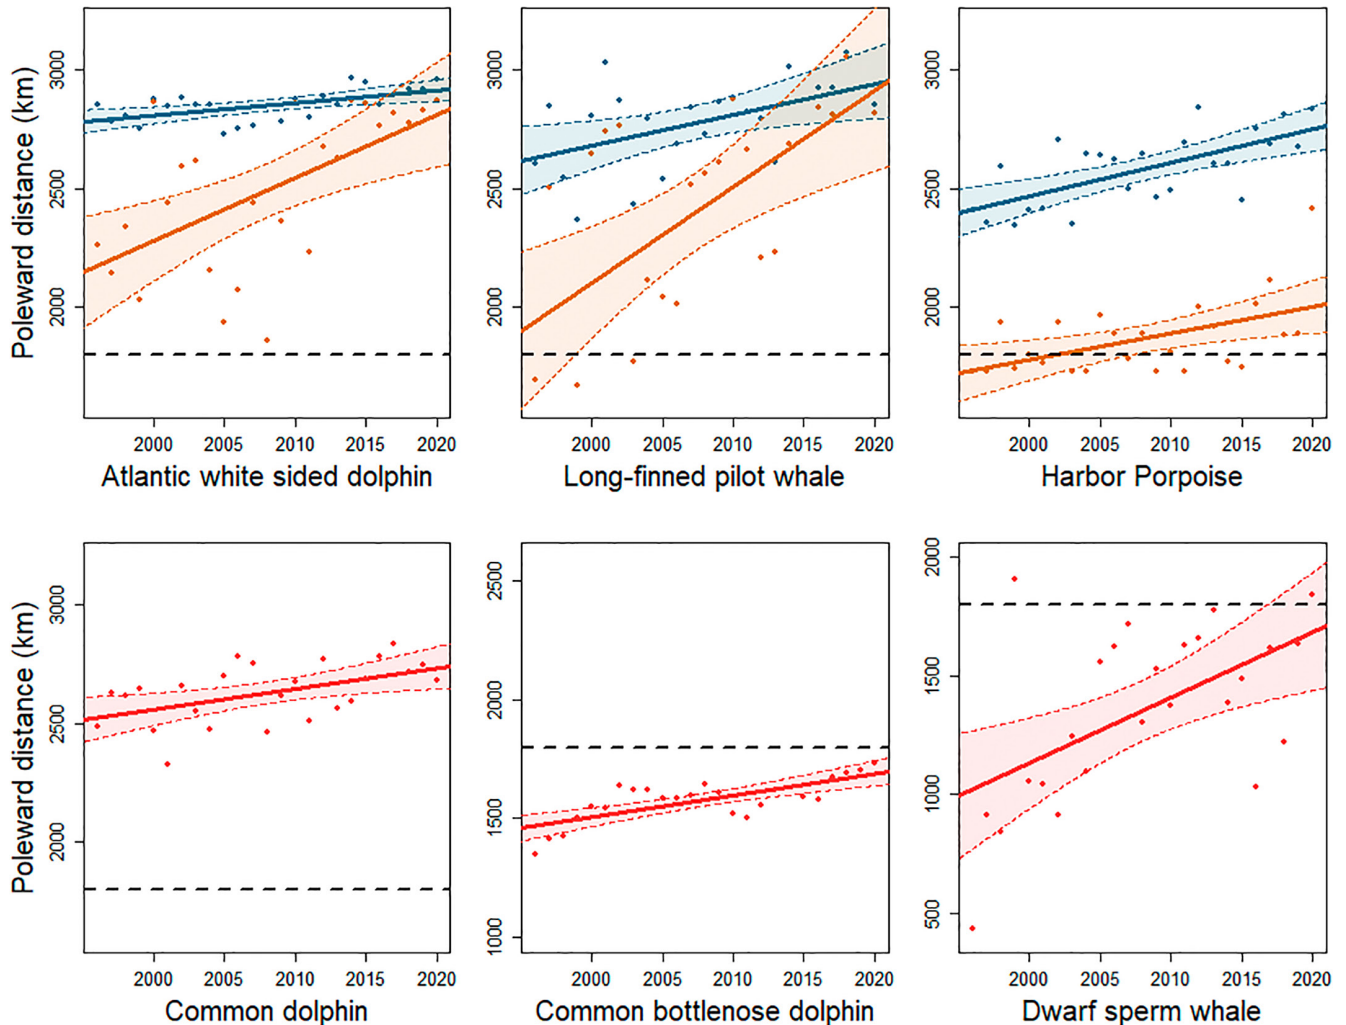 Poleward distance (km)
3000
2500
2000
2000 2005 2010 2015 2020
Atlantic white sided dolphin
3000
2500
2000
2000 2005 2010 2015 2020
Long-finned pilot whale
3000
2500
2000
2000 2005 2010 2015 2020
Harbor Porpoise
Poleward distance (km)
3000
2500
2000
2000 2005 2010 2015 2020
Common dolphin
2500
2000
1500
1000
2000 2005 2010 2015 2020
Common bottlenose dolphin
2000
1500
1000
500
2000 2005 2010 2015 2020
Dwarf sperm whale